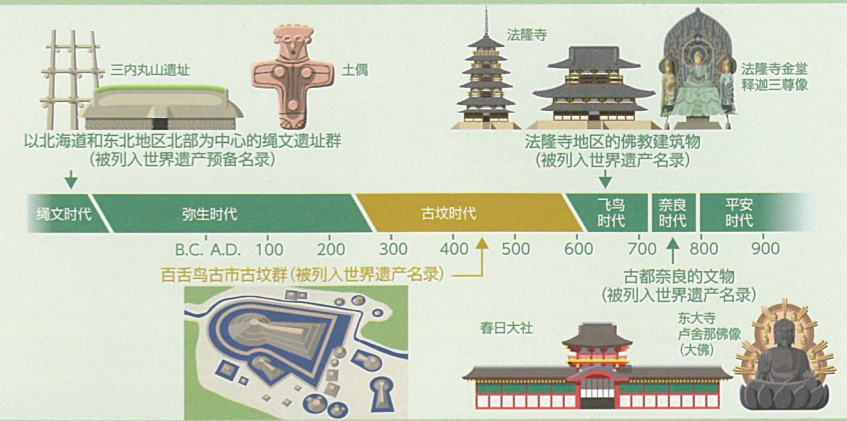 三内丸山遗址
土偶
以北海道和东北地区北部为中心的绳文遗址群
(被列入世界遗产预备名录)
法隆寺
法隆寺金堂
释迦三尊像
法隆寺地区的佛教建筑物
(被列入世界遗产名录)
绳文时代
弥生时代
古坟时代
飞鸟
时代
奈良
时代
平安
时代
B.C. A.D. 100 200 300 400 500 600 700 800 900
百舌鸟古市古坟群(被列入世界遗产名录)
古都奈良的文物
(被列入世界遗产名录)
春日大社
东大寺
卢舍那佛像
(大佛)